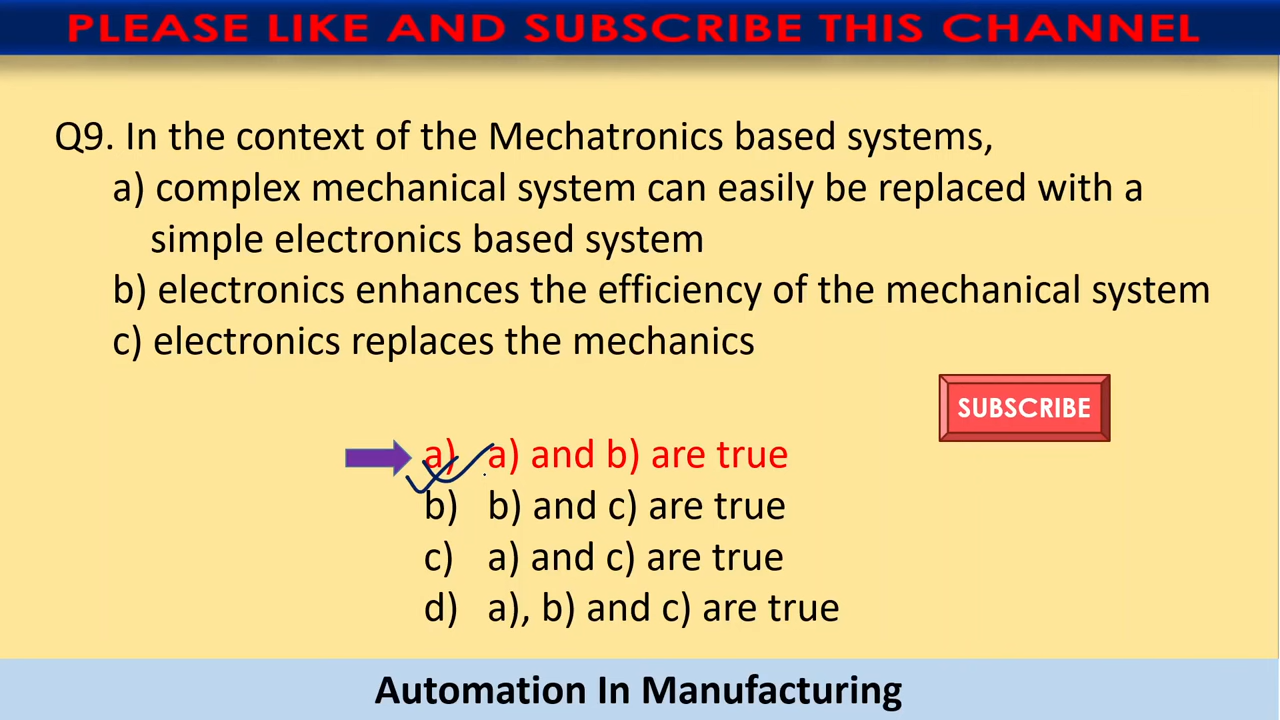 PLEASE LIKE AND SUBSCRIBE THIS CHANNEL
Q9. In the context of the Mechatronics based systems,
a) complex mechanical system can easily be replaced with a
simple electronics based system
b) electronics enhances the efficiency of the mechanical system
c) electronics replaces the mechanics
SUBSCRIBE
a) a) and b) are true
b) b) and c) are true
c) a) and c) are true
d) a), b) and c) are true
Automation In Manufacturing